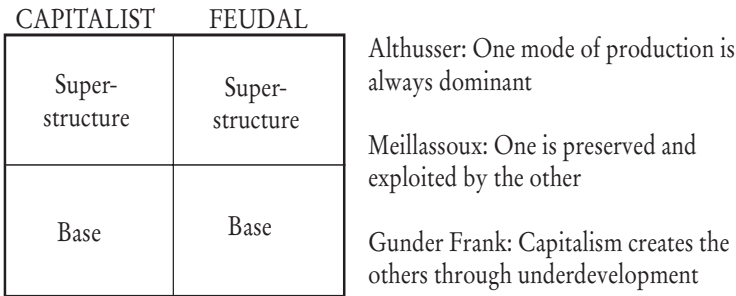 CAPITALIST FEUDAL
Super- Super-
structure structure
Base Base
Althusser: One mode of production is
always dominant
Meillassoux: One is preserved and
exploited by the other
Gunder Frank: Capitalism creates the
others through underdevelopment